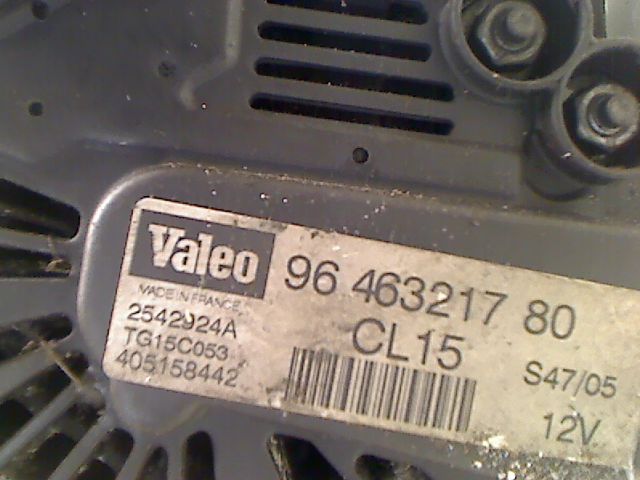 Valeo
96 463217 80
MADE IN FRANCE
2542924A
CL15
TG15C053
S47/05
405158442
12V